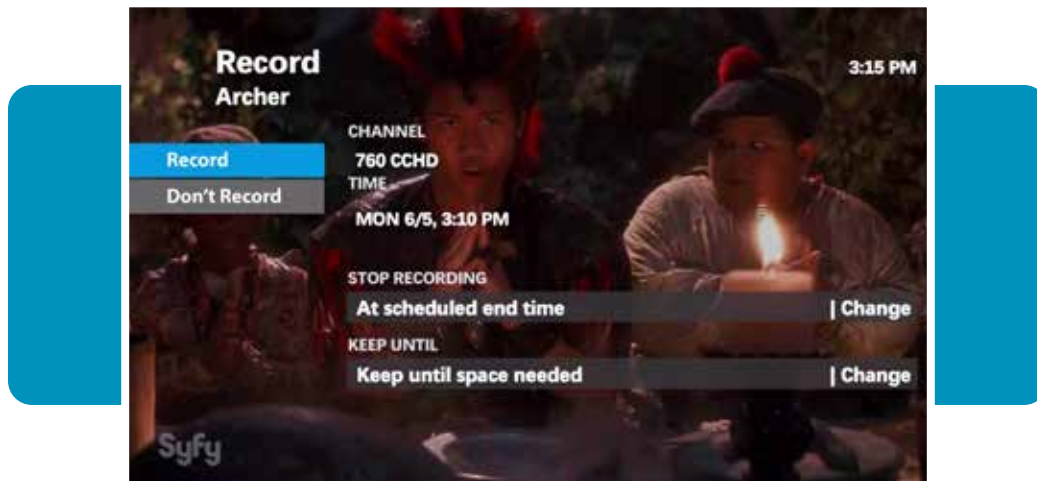 Record
3:15 PM
Archer
CHANNEL
Record
760 CCHD
TIME
Don't Record
MON 6/5, 3:10 PM
STOP RECORDING
At scheduled end time | Change
KEEP UNTIL
Keep until space needed | Change
Syfy